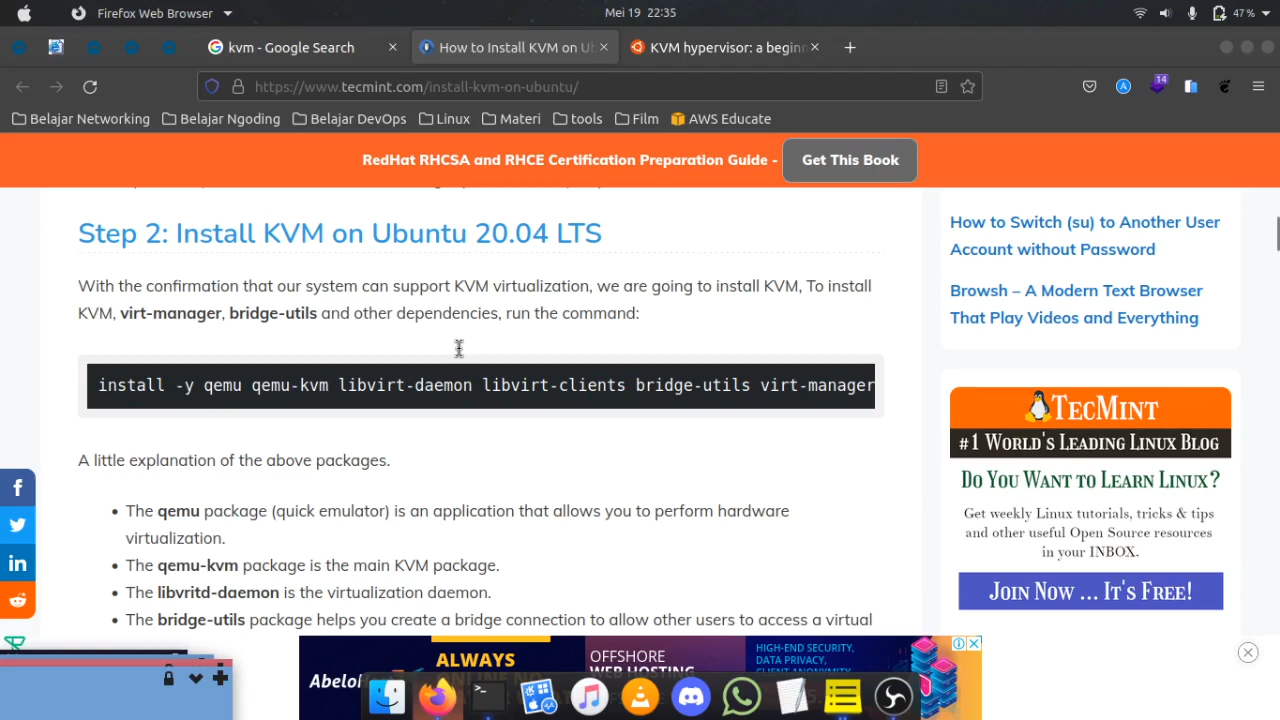 Firefox Web Browser
Mei 19 22:35
47 %
kvm - Google Search
How to Install KVM on Ub
KVM hypervisor: a beginn
https://www.tecmint.com/install-kvm-on-ubuntu/
14
Belajar Networking
Belajar Ngoding
Belajar DevOps
Linux
Materi
tools
Film
AWS Educate
RedHat RHCSA and RHCE Certification Preparation Guide -
Get This Book
Step 2: Install KVM on Ubuntu 20.04 LTS
With the confirmation that our system can support KVM virtualization, we are going to install KVM, To install
KVM, virt-manager, bridge-utils and other dependencies, run the command:
install -y qemu qemu-kvm libvirt-daemon libvirt-clients bridge-utils virt-manager
A little explanation of the above packages.
• The qemu package (quick emulator) is an application that allows you to perform hardware
virtualization.
• The qemu-kvm package is the main KVM package.
• The libvritd-daemon is the virtualization daemon.
• The bridge-utils package helps you create a bridge connection to allow other users to access a virtual
How to Switch (su) to Another User
Account without Password
Browsh – A Modern Text Browser
That Play Videos and Everything
TecMint
#1 World's Leading Linux Blog
Do You Want to Learn Linux?
Get weekly Linux tutorials, tricks & tips
and other useful Open Source resources
in your INBOX.
Join Now ... It's Free!
ALWAYS
OFFSHORE
HIGH-END SECURITY,
DATA PRIVACY,